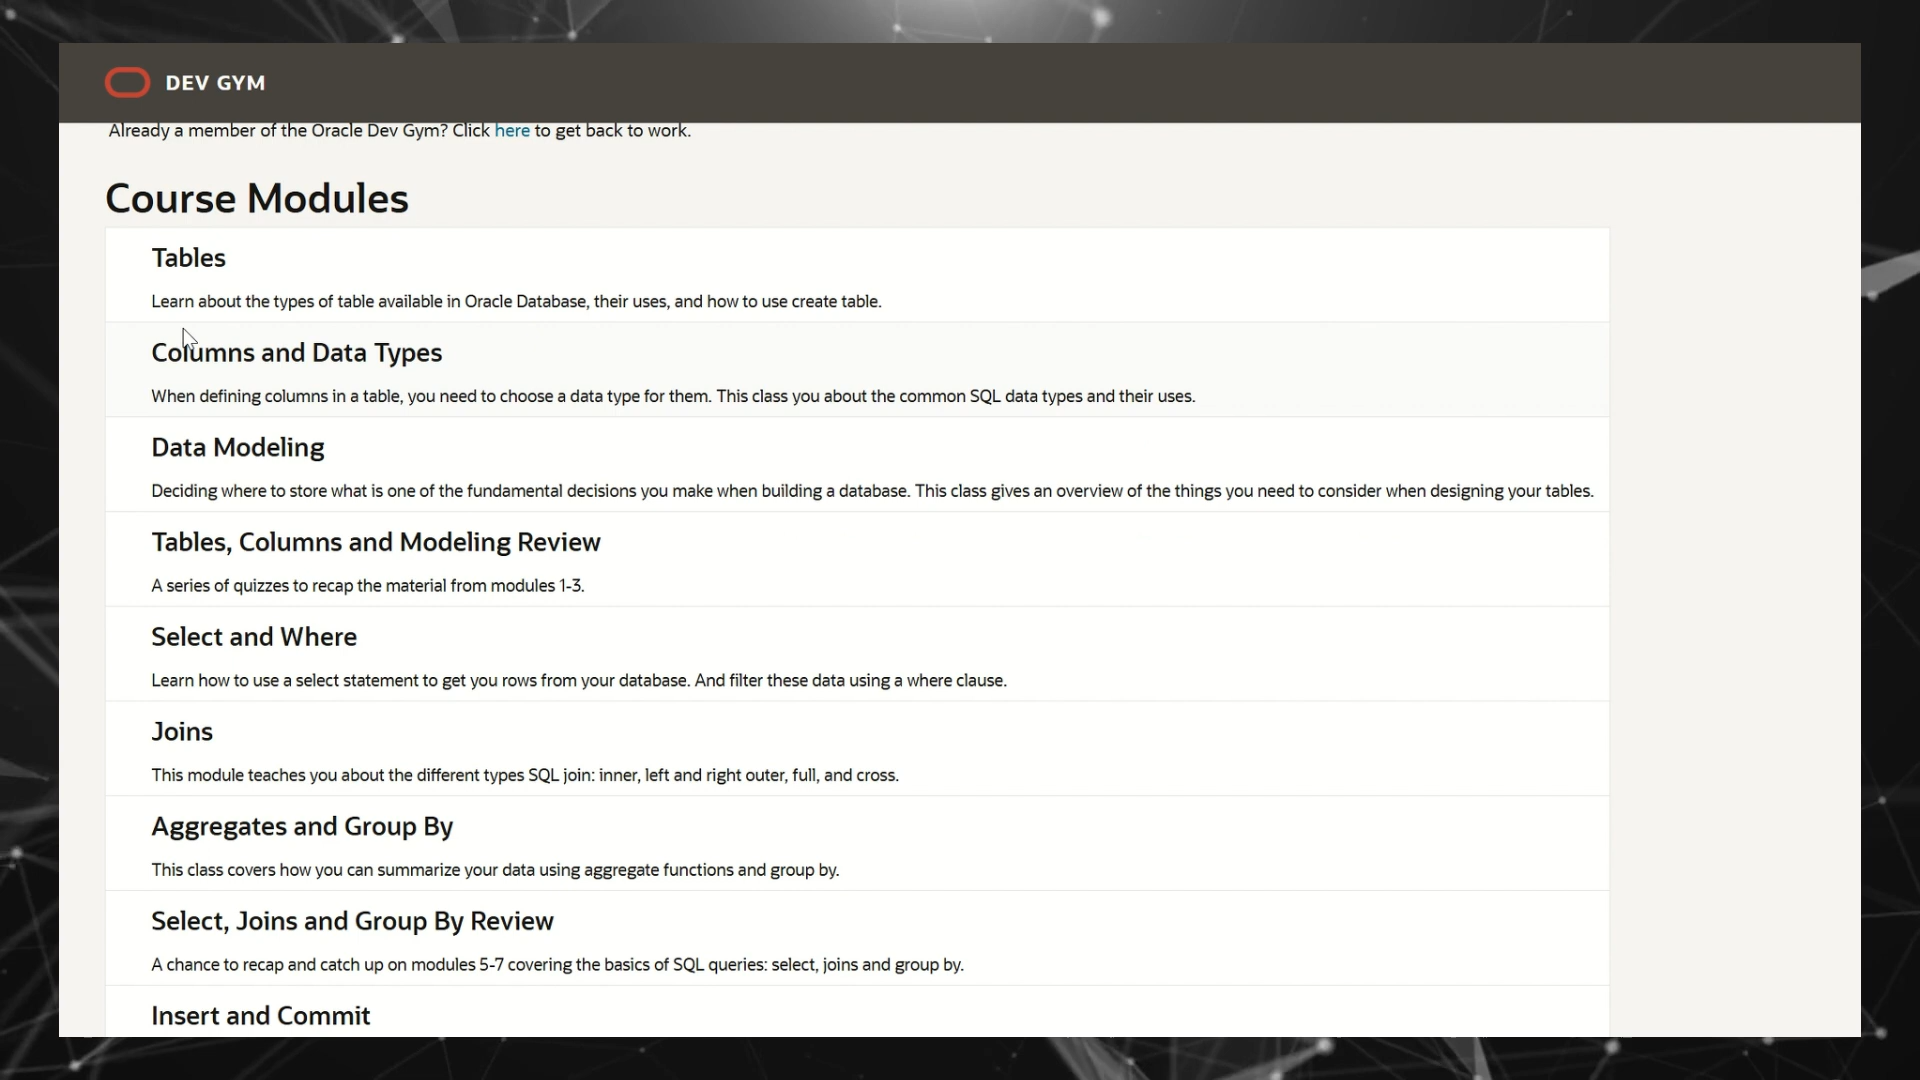 DEV GYM
Already a member of the Oracle Dev Gym? Click here to get back to work.
Course Modules
Tables
Learn about the types of table available in Oracle Database, their uses, and how to use create table.
Columns and Data Types
When defining columns in a table, you need to choose a data type for them. This class you about the common SQL data types and their uses.
Data Modeling
Deciding where to store what is one of the fundamental decisions you make when building a database. This class gives an overview of the things you need to consider when designing your tables.
Tables, Columns and Modeling Review
A series of quizzes to recap the material from modules 1-3.
Select and Where
Learn how to use a select statement to get you rows from your database. And filter these data using a where clause.
Joins
This module teaches you about the different types SQL join: inner, left and right outer, full, and cross.
Aggregates and Group By
This class covers how you can summarize your data using aggregate functions and group by.
Select, Joins and Group By Review
A chance to recap and catch up on modules 5-7 covering the basics of SQL queries: select, joins and group by.
Insert and Commit